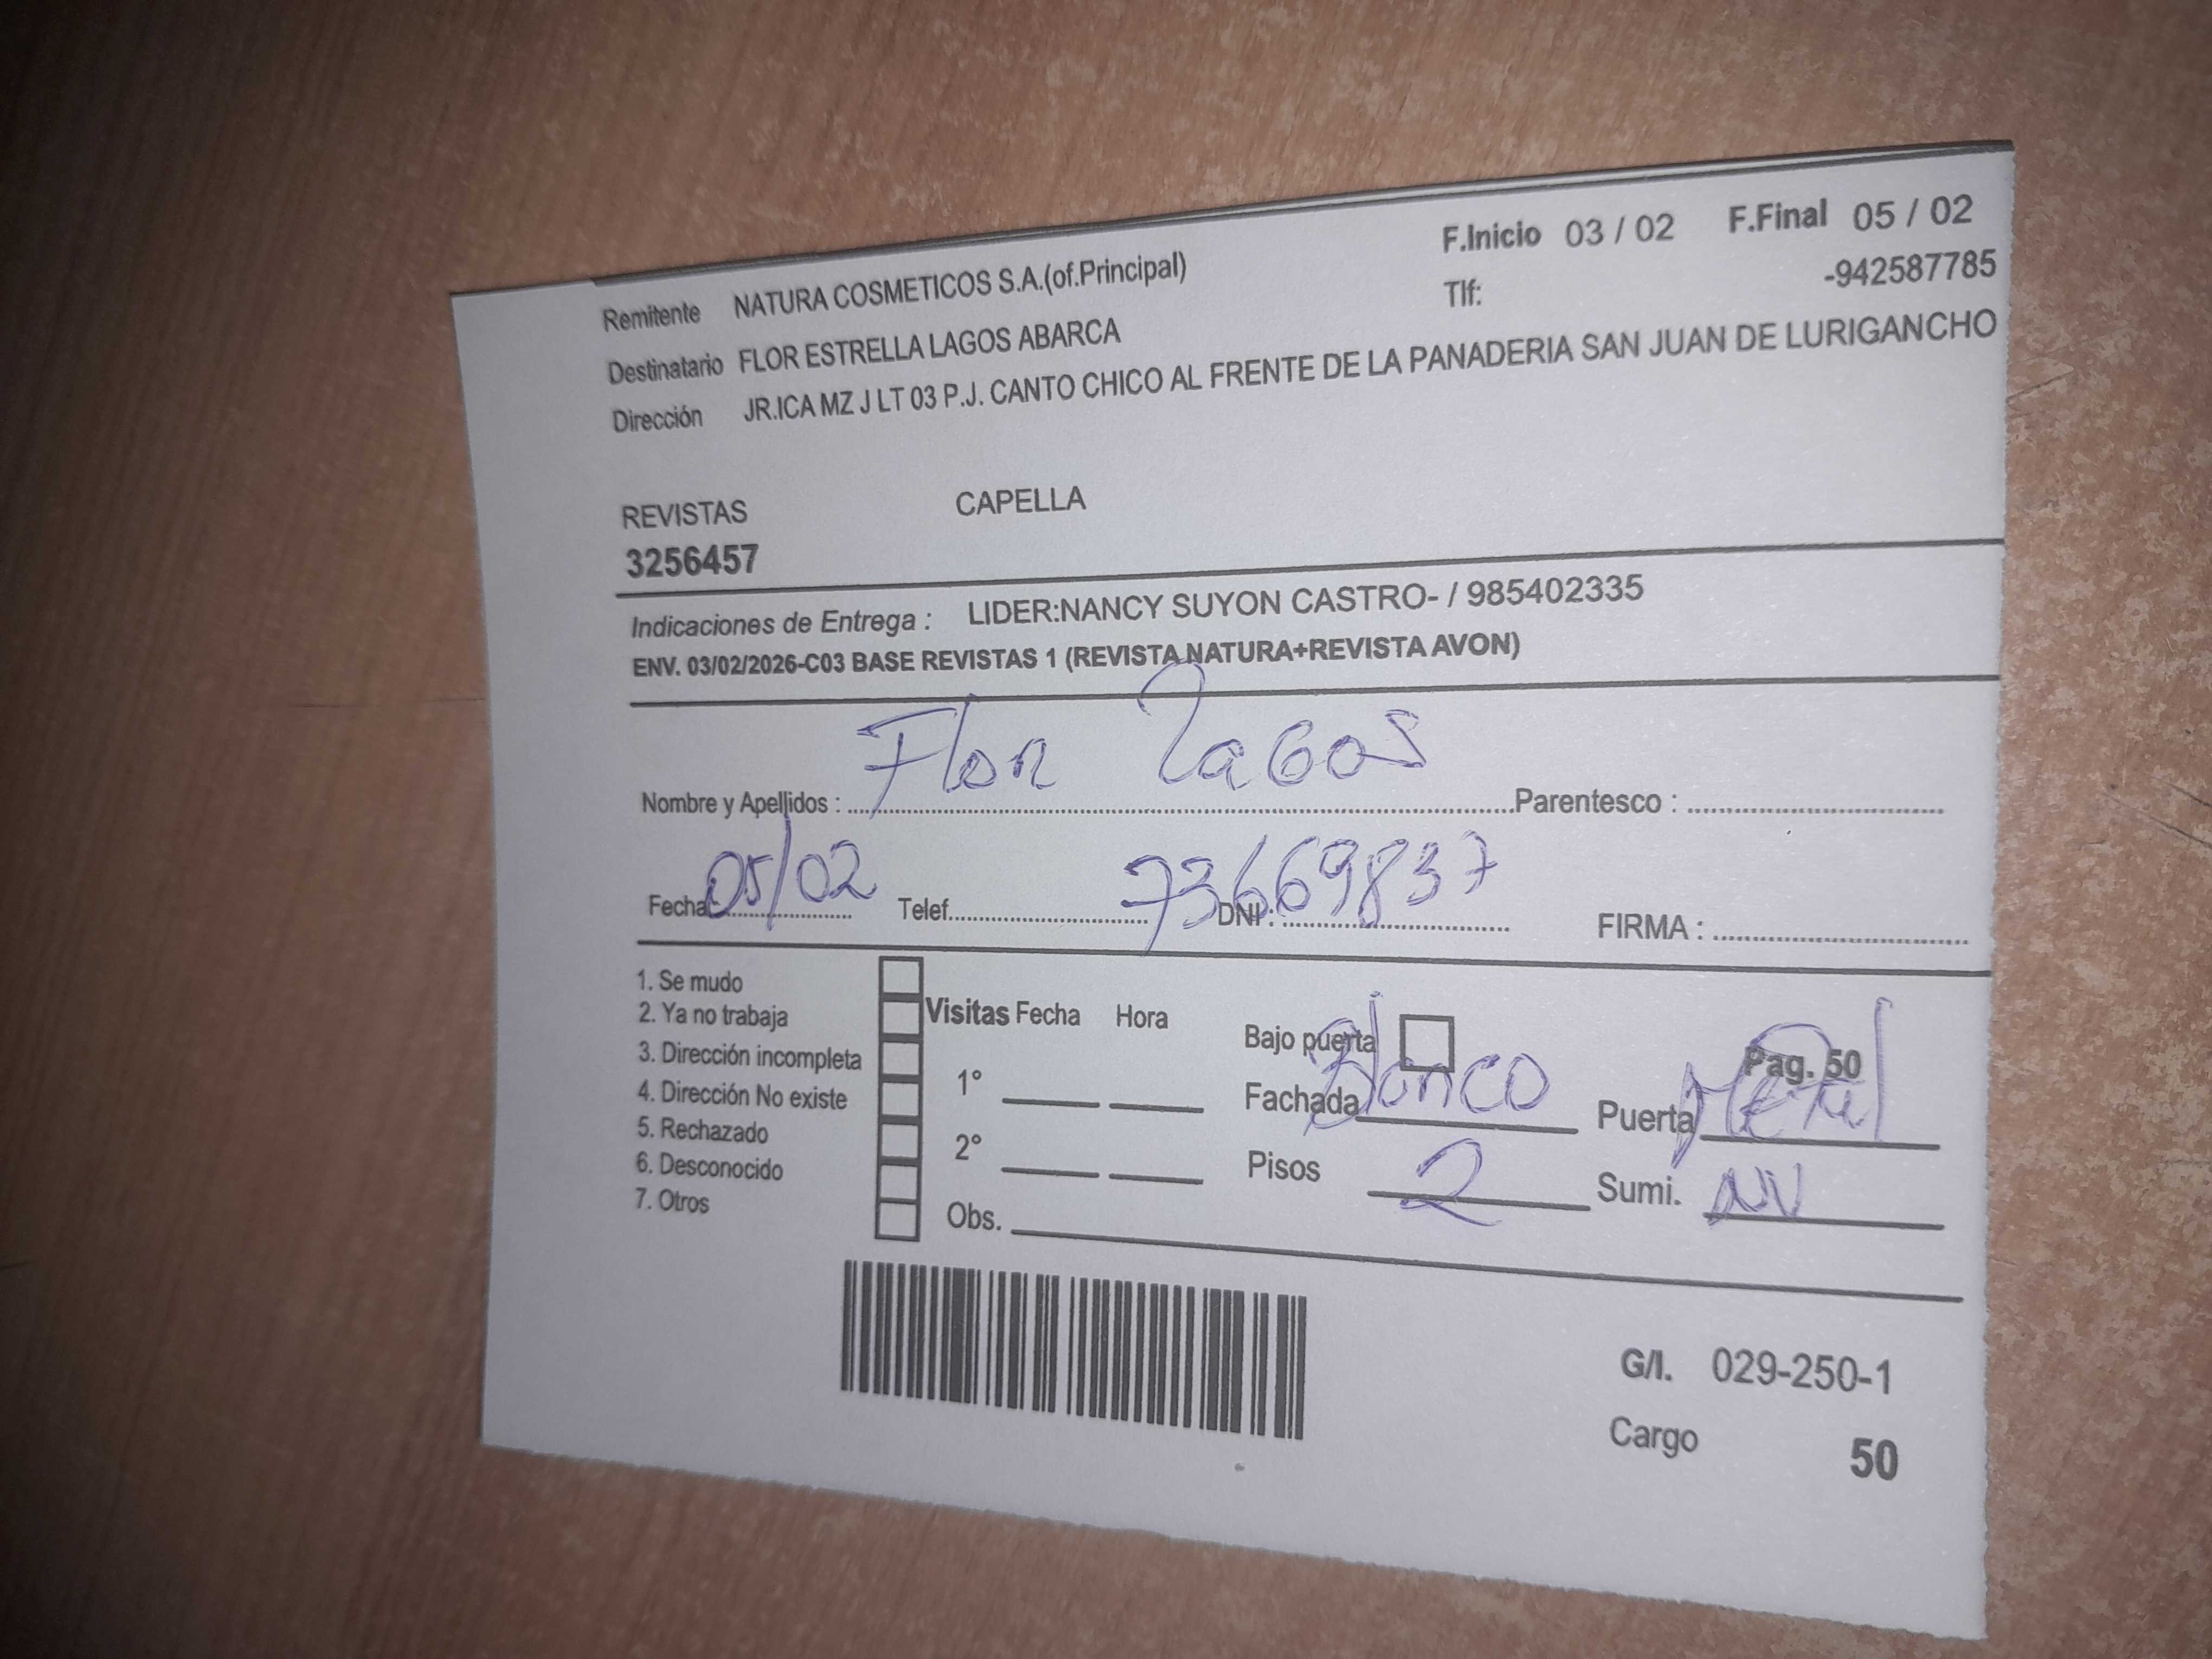 F.Inicio 03 / 02 F.Final 05 / 02
Remitente NATURA COSMETICOS S.A.(of.Principal) Tlf: -942587785
Destinatario FLOR ESTRELLA LAGOS ABARCA
Dirección JR.ICA MZ J LT 03 P.J. CANTO CHICO AL FRENTE DE LA PANADERIA SAN JUAN DE LURIGANCHO
REVISTAS CAPELLA
3256457
Indicaciones de Entrega : LIDER:NANCY SUYON CASTRO- / 985402335
ENV. 03/02/2026-C03 BASE REVISTAS 1 (REVISTA NATURA+REVISTA AVON)
Nombre y Apellidos : Flor Lagos Parentesco :
Fecha 05/02 Telef. DNI : 73669837 FIRMA :
1. Se mudo
2. Ya no trabaja
3. Dirección incompleta
4. Dirección No existe
5. Rechazado
6. Desconocido
7. Otros
Visitas Fecha Hora
1°
2°
Obs.
Bajo puerta Pag. 50
Fachada Blanco Puerta Metal
Pisos 2 Sumi.
G/I. 029-250-1
Cargo 50